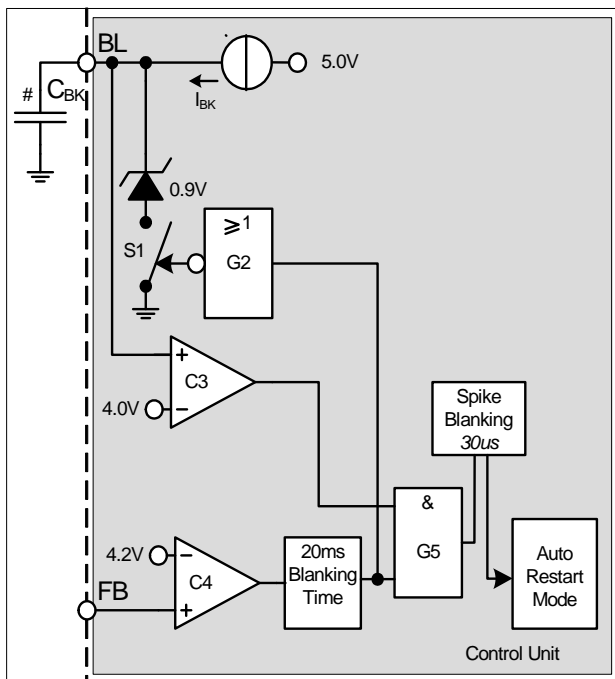 BL
5.0V
# CBK
IBK
0.9V
S1
≥1
G2
+
C3
4.0V
−
Spike
Blanking
30us
&
G5
4.2V
−
C4
+
20ms
Blanking
Time
Auto
Restart
Mode
FB
Control Unit